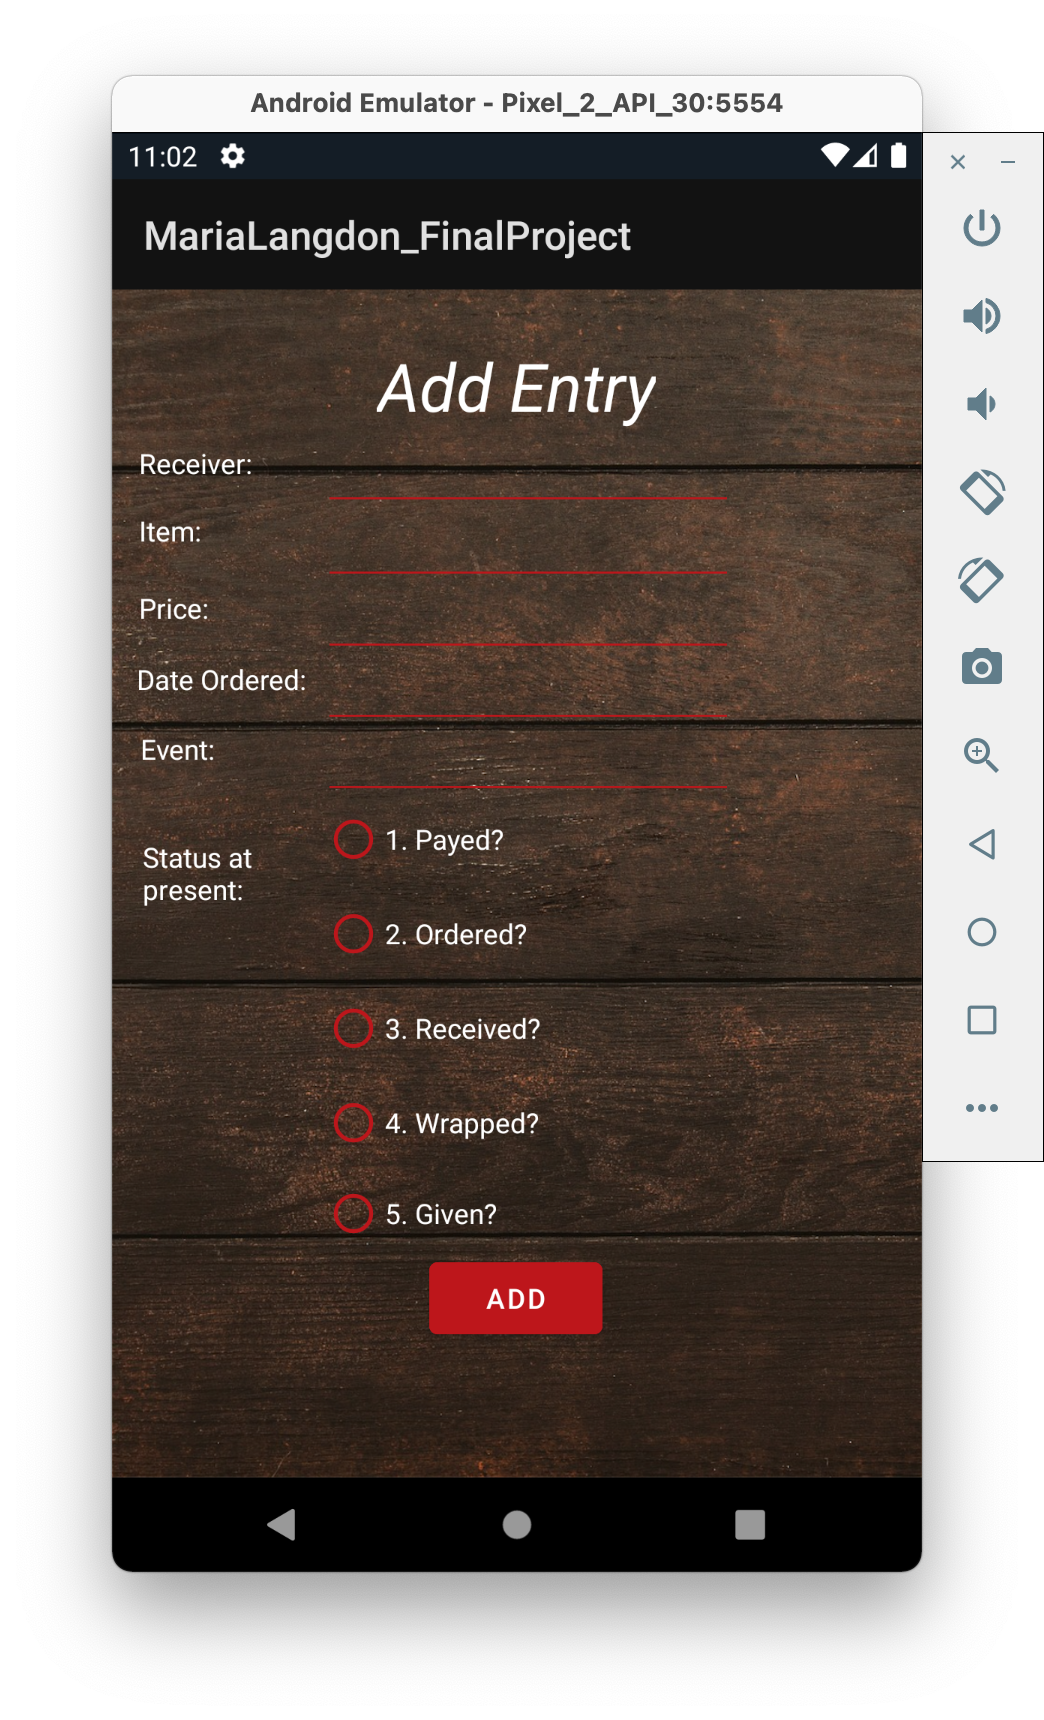 Android Emulator - Pixel_2_API_30:5554
11:02
MariaLangdon_FinalProject
Add Entry
Receiver:
Item:
Price:
Date Ordered:
Event:
Status at
present:
1. Payed?
2. Ordered?
3. Received?
4. Wrapped?
5. Given?
ADD